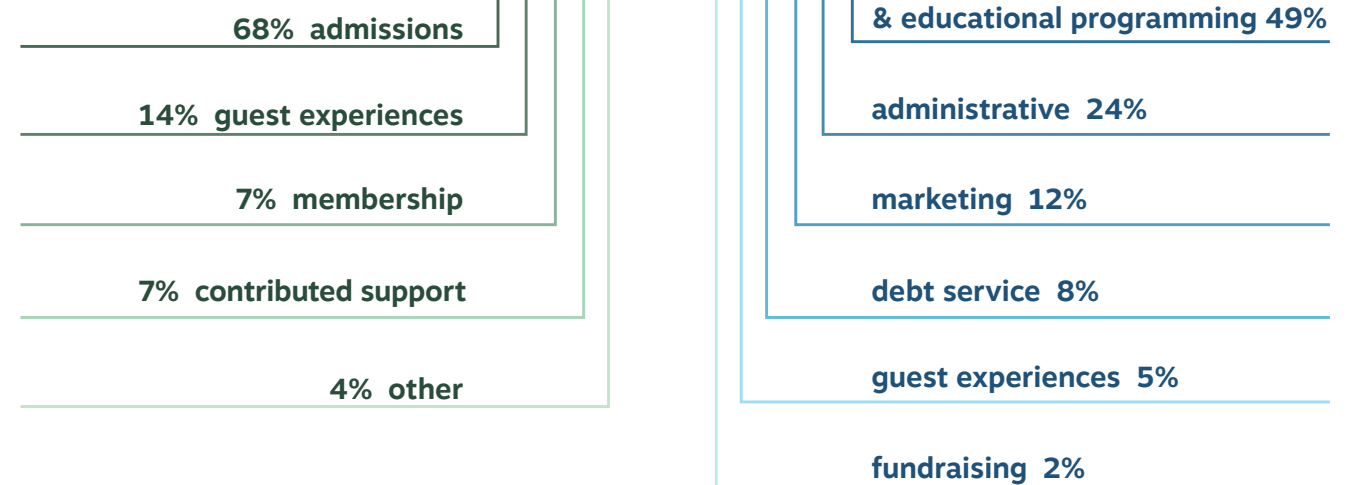 68% admissions
14% guest experiences
7% membership
7% contributed support
4% other
& educational programming 49%
administrative 24%
marketing 12%
debt service 8%
guest experiences 5%
fundraising 2%